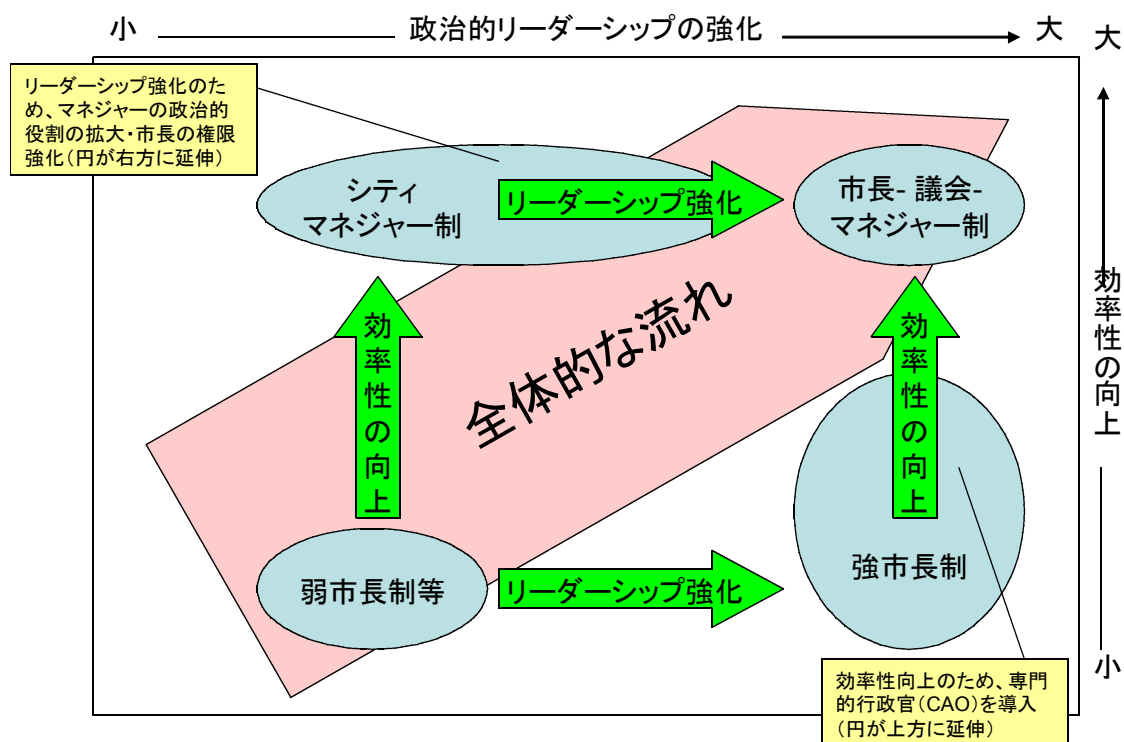 小 政治的リーダーシップの強化 大
大
リーダーシップ強化のた
め、マネジャーの政治的
役割の拡大・市長の権限
強化（円が右方に延伸）
シティ
マネジャー制
リーダーシップ強化
市長- 議会-
マネジャー制
効率性の向上
全体的な流れ
効率性の向上
効率性の向上
弱市長制等
リーダーシップ強化
強市長制
小
効率性向上のため、専門
的行政官（CAO）を導入
（円が上方に延伸）